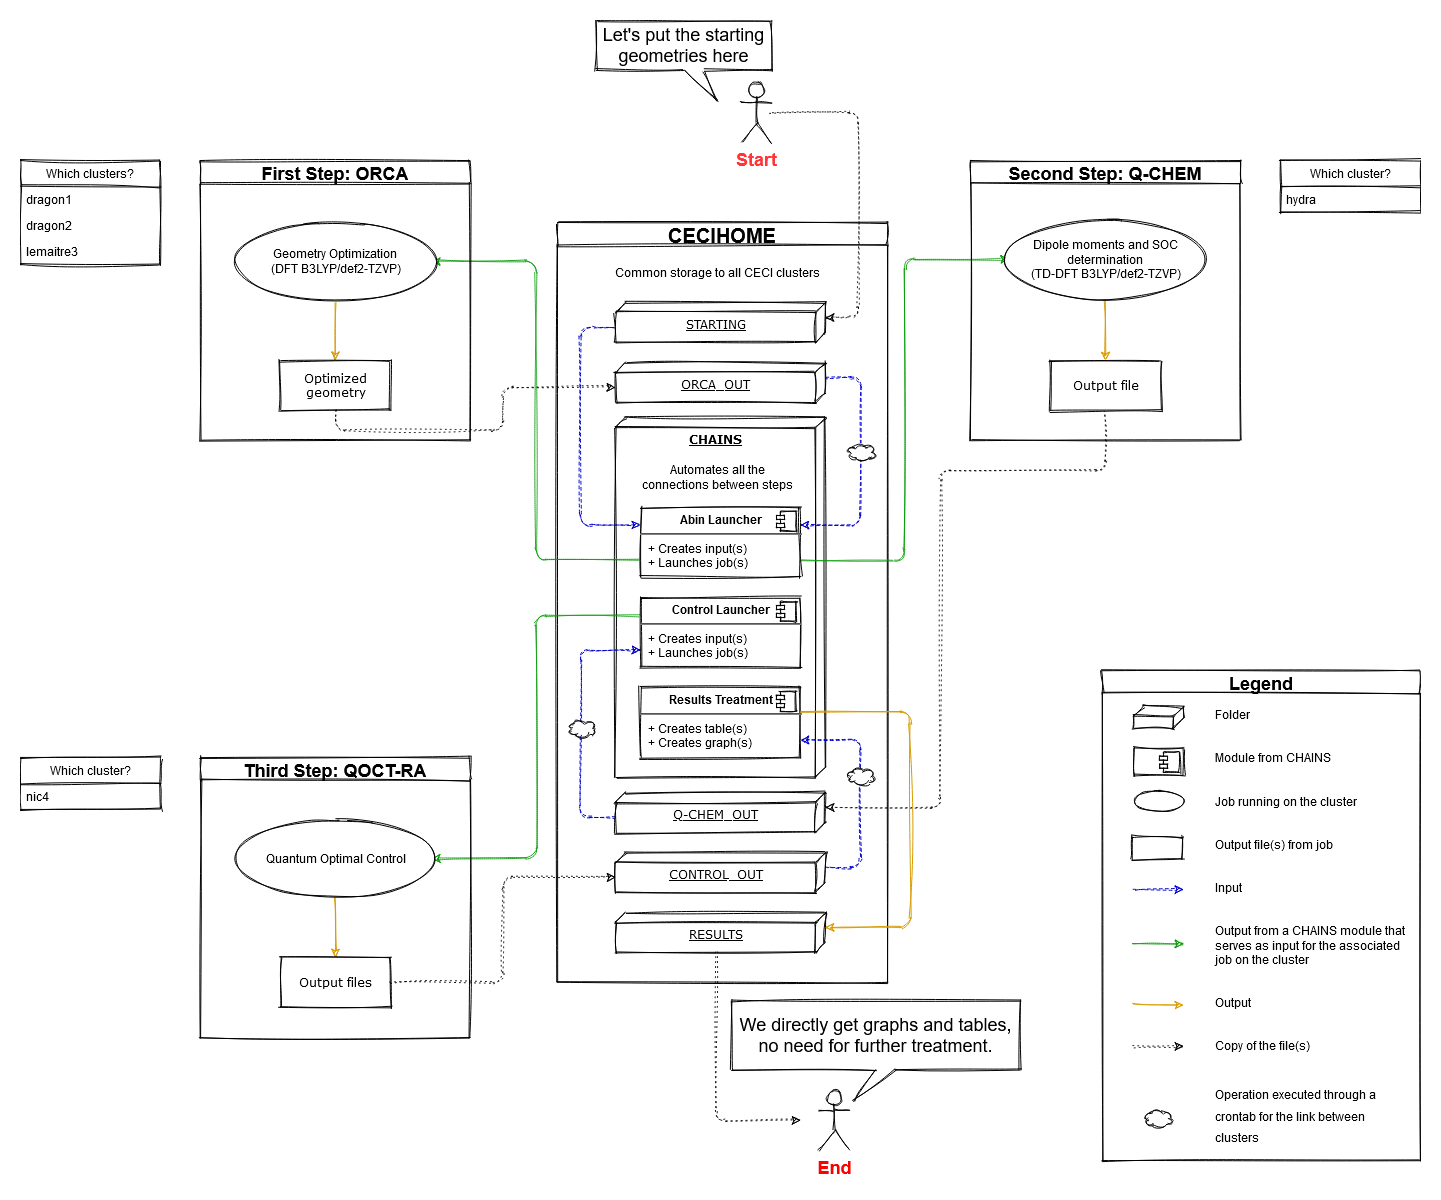 Let's put the starting
geometries here
Start
Which clusters?
dragon1
dragon2
lemaitre3
First Step: ORCA
Geometry Optimization
(DFT B3LYP/def2-TZVP)
Optimized
geometry
Second Step: Q-CHEM
Dipole moments and SOC
determination
(TD-DFT B3LYP/def2-TZVP)
Output file
Which cluster?
hydra
CECIHOME
Common storage to all CECI clusters
STARTING
ORCA_OUT
CHAINS
Automates all the
connections between steps
Abin Launcher
+ Creates input(s)
+ Launches job(s)
Control Launcher
+ Creates input(s)
+ Launches job(s)
Results Treatment
+ Creates table(s)
+ Creates graph(s)
Q-CHEM_OUT
CONTROL_OUT
RESULTS
Which cluster?
nic4
Third Step: QOCT-RA
Quantum Optimal Control
Output files
We directly get graphs and tables,
no need for further treatment.
End
Legend
Folder
Module from CHAINS
Job running on the cluster
Output file(s) from job
Input
Output from a CHAINS module that
serves as input for the associated
job on the cluster
Output
Copy of the file(s)
Operation executed through a
crontab for the link between
clusters